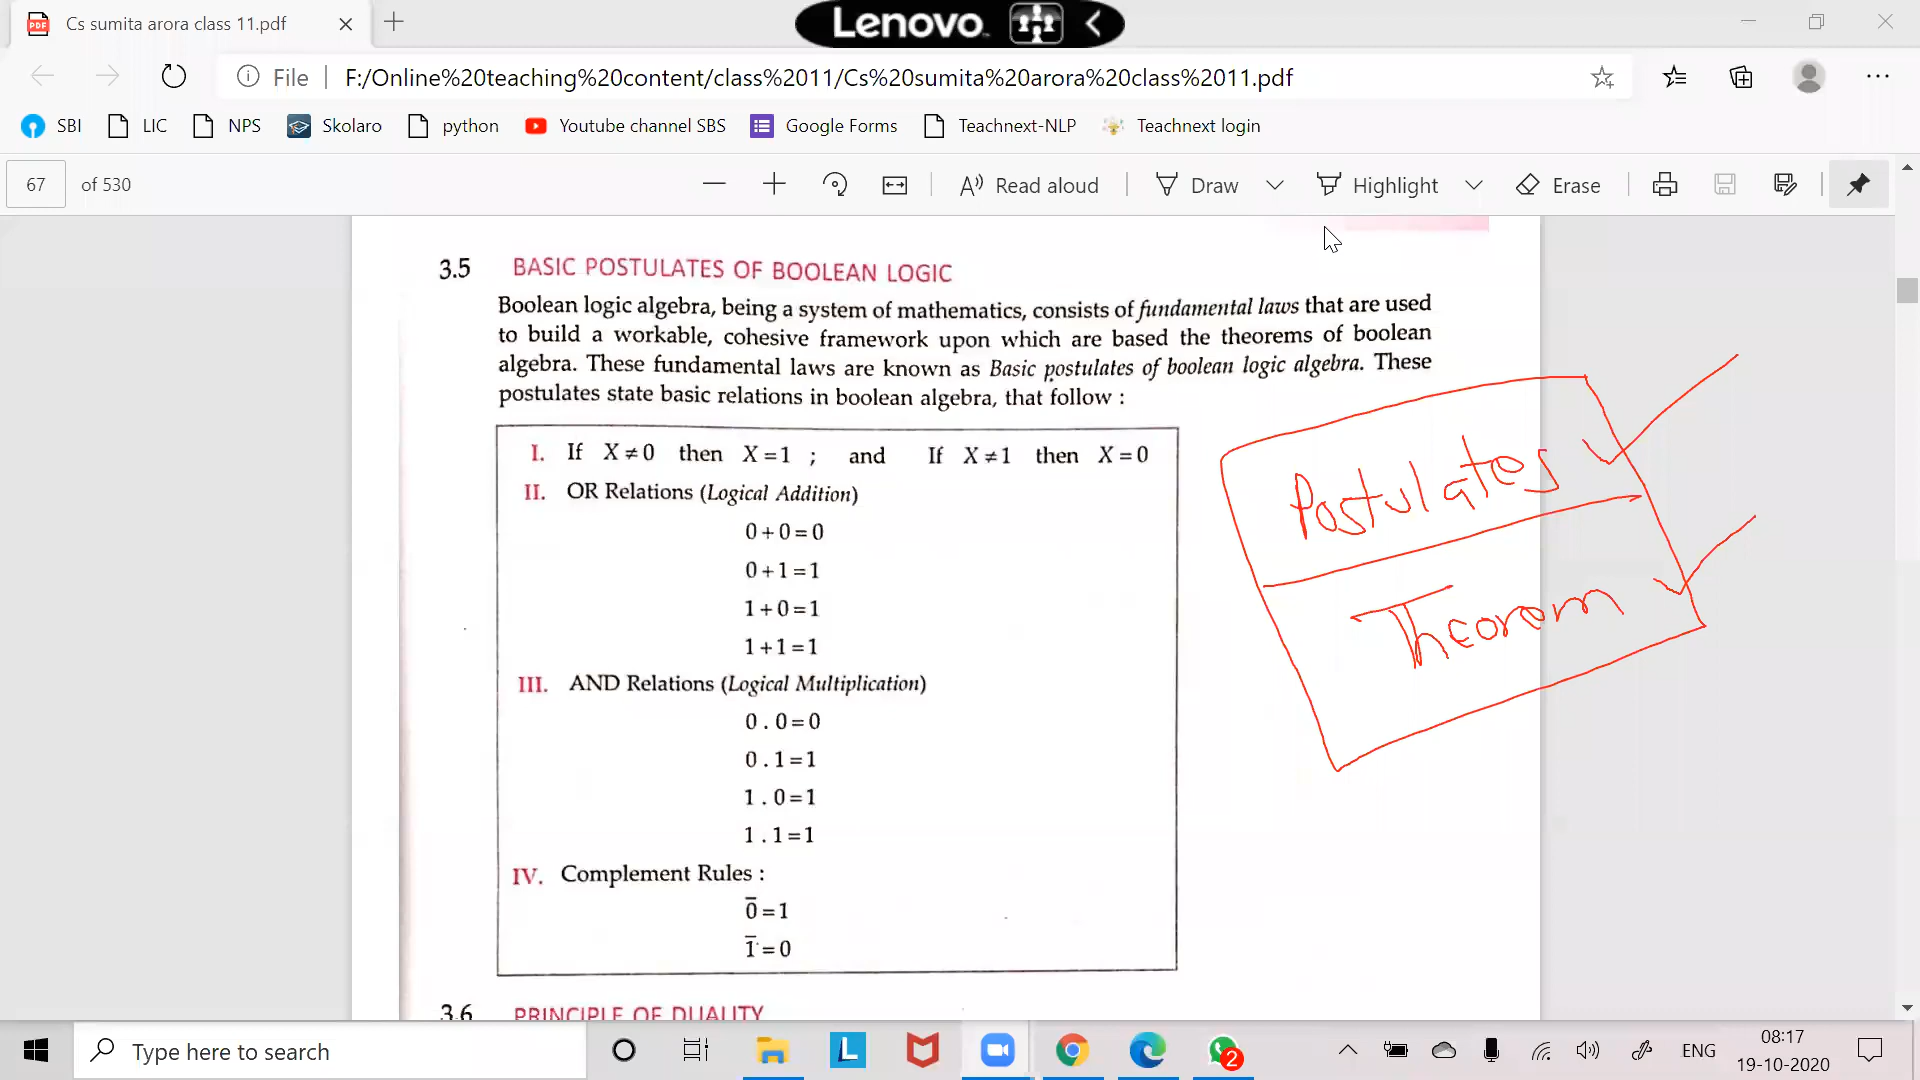 Cs sumita arora class 11.pdf
Lenovo
File
F:/Online%20teaching%20content/class%2011/Cs%20sumita%20arora%20class%2011.pdf
SBI LIC NPS Skolaro python Youtube channel SBS Google Forms Teachnext-NLP Teachnext login
67 of 530 Read aloud Draw Highlight Erase
3.5 BASIC POSTULATES OF BOOLEAN LOGIC
Boolean logic algebra, being a system of mathematics, consists of fundamental laws that are used
to build a workable, cohesive framework upon which are based the theorems of boolean
algebra. These fundamental laws are known as Basic postulates of boolean logic algebra. These
postulates state basic relations in boolean algebra, that follow :
I. If X ≠ 0 then X = 1 ; and If X ≠ 1 then X = 0
II. OR Relations (Logical Addition)
0 + 0 = 0
0 + 1 = 1
1 + 0 = 1
1 + 1 = 1
III. AND Relations (Logical Multiplication)
0 . 0 = 0
0 . 1 = 1
1 . 0 = 1
1 . 1 = 1
IV. Complement Rules :
0̅ = 1
1̅ = 0
Postulates
Theorem
3.6 PRINCIPLE OF DUALITY
Type here to search
L
2
ENG
08:17
19-10-2020